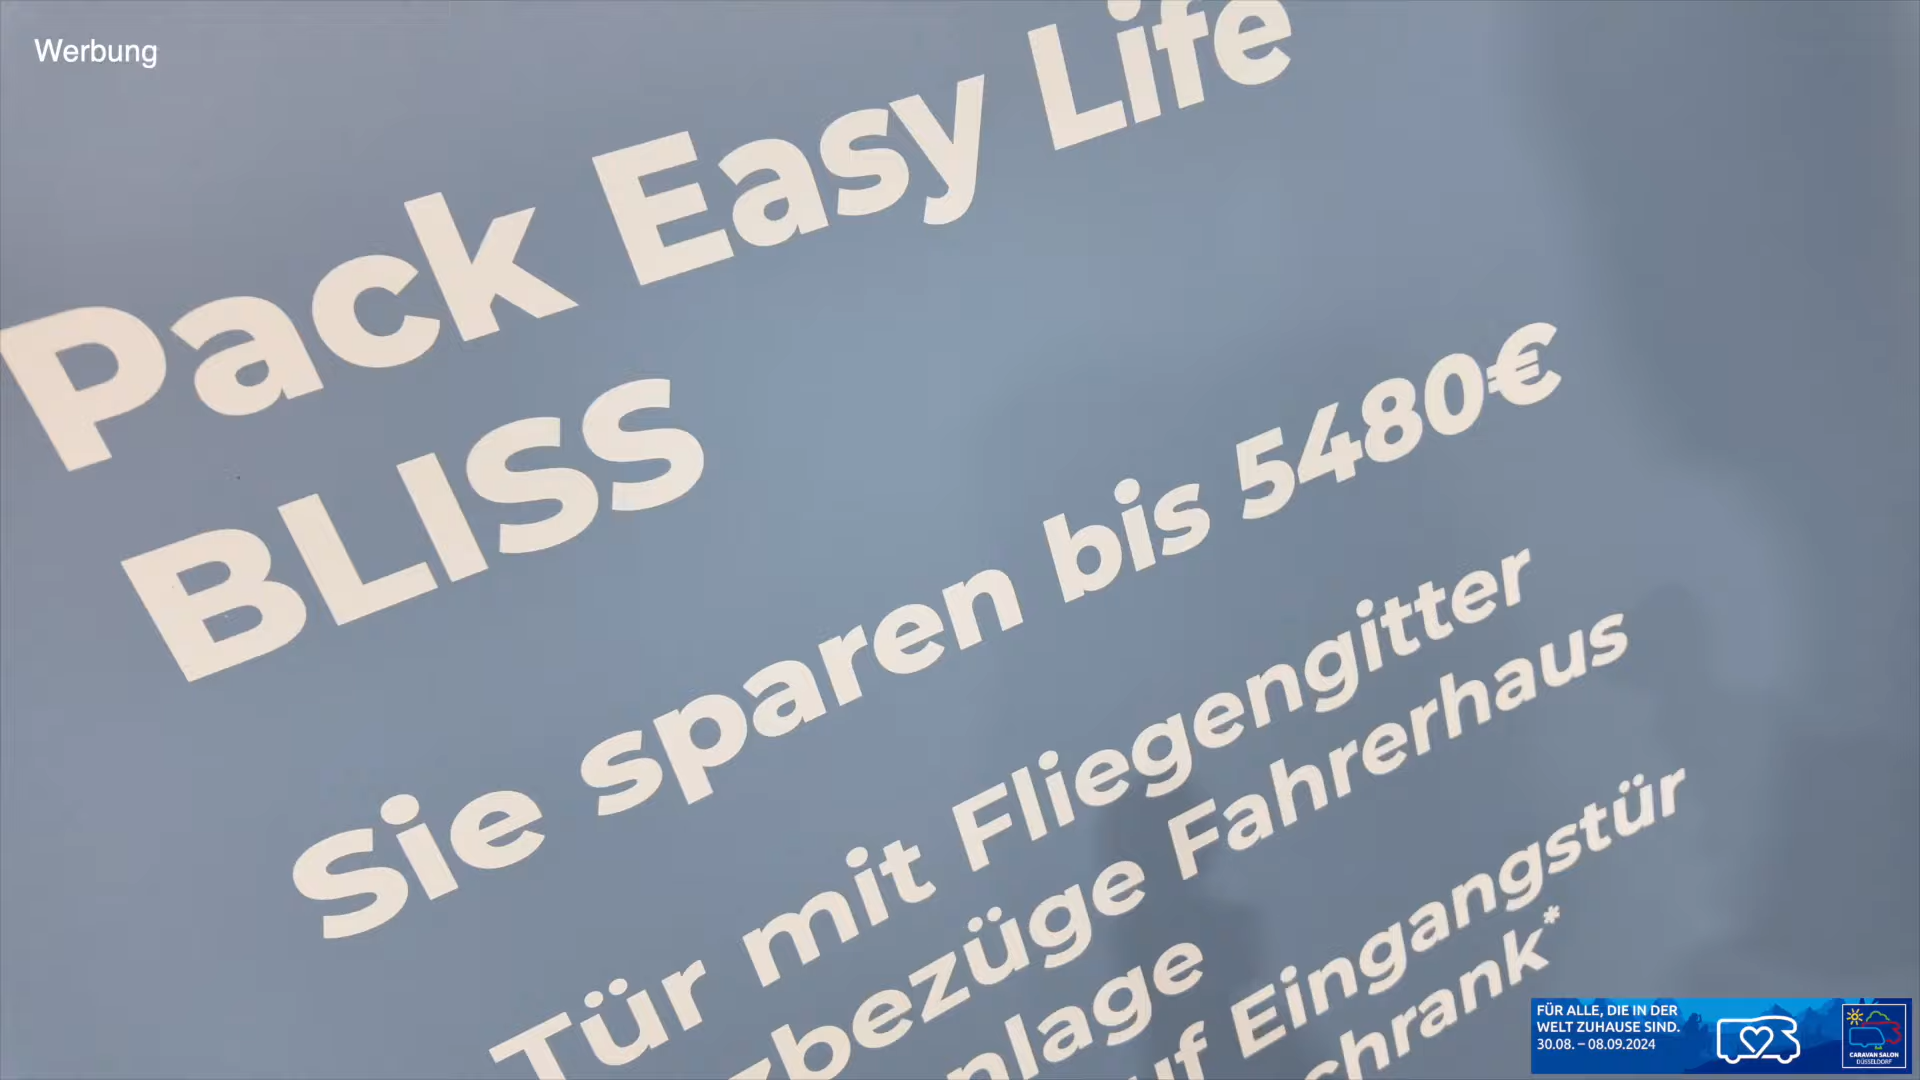 Werbung
Pack Easy Life
BLISS
Sie sparen bis 5480€
Tür mit Fliegengitter
Fahrerhaus
Eingangstür
FÜR ALLE, DIE IN DER
WELT ZUHAUSE SIND.
30.08. – 08.09.2024
CARAVAN SALON
DÜSSELDORF